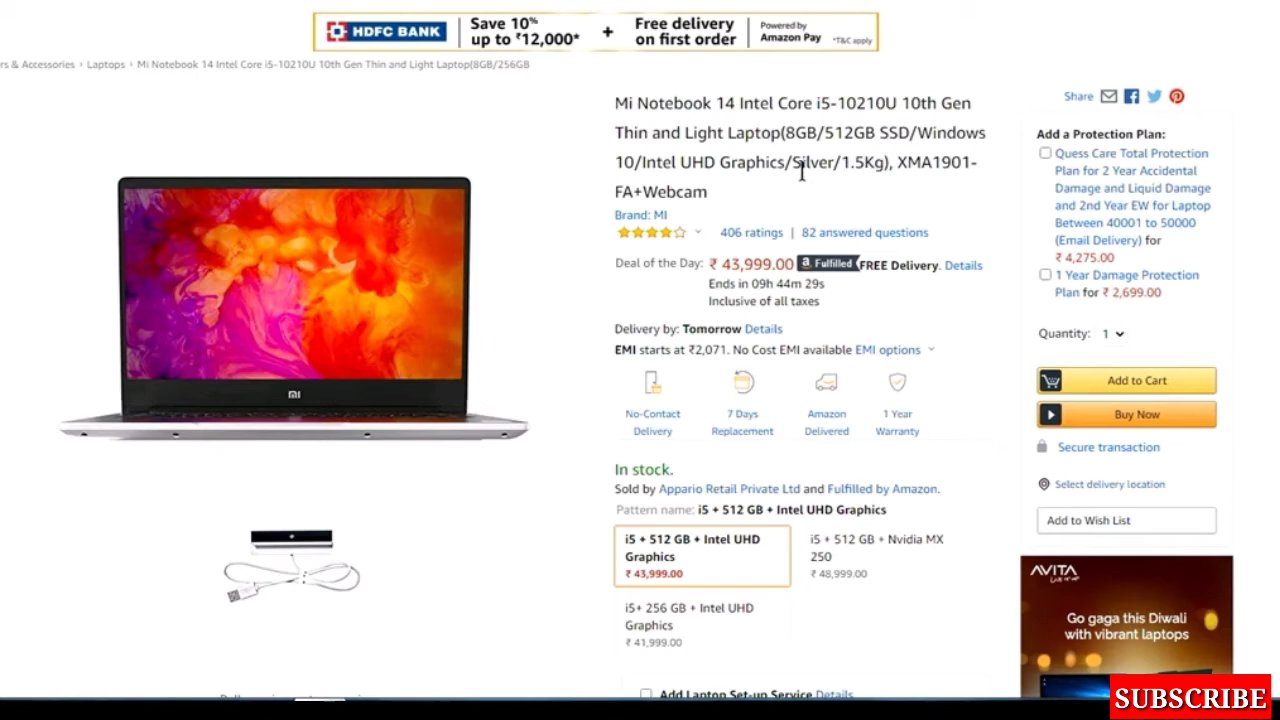 HDFC BANK
Save 10%
up to ₹12,000*
+
Free delivery
on first order
Powered by
Amazon Pay
*T&C apply
rs & Accessories › Laptops › Mi Notebook 14 Intel Core i5-10210U 10th Gen Thin and Light Laptop(8GB/256GB
Mi Notebook 14 Intel Core i5-10210U 10th Gen
Thin and Light Laptop(8GB/512GB SSD/Windows
10/Intel UHD Graphics/Silver/1.5Kg), XMA1901-
FA+Webcam
Brand: MI
406 ratings | 82 answered questions
Deal of the Day: ₹ 43,999.00 a Fulfilled FREE Delivery. Details
Ends in 09h 44m 29s
Inclusive of all taxes
Delivery by: Tomorrow Details
EMI starts at ₹2,071. No Cost EMI available EMI options
No-Contact
Delivery
7 Days
Replacement
Amazon
Delivered
1 Year
Warranty
In stock.
Sold by Appario Retail Private Ltd and Fulfilled by Amazon.
Pattern name: i5 + 512 GB + Intel UHD Graphics
i5 + 512 GB + Intel UHD
Graphics
₹ 43,999.00
i5 + 512 GB + Nvidia MX
250
₹ 48,999.00
i5+ 256 GB + Intel UHD
Graphics
₹ 41,999.00
Add Laptop Set-up Service Details
mi
Share
Add a Protection Plan:
Quess Care Total Protection
Plan for 2 Year Accidental
Damage and Liquid Damage
and 2nd Year EW for Laptop
Between 40001 to 50000
(Email Delivery) for
₹ 4,275.00
1 Year Damage Protection
Plan for ₹ 2,699.00
Quantity: 1
Add to Cart
Buy Now
Secure transaction
Select delivery location
Add to Wish List
AVITA
Go gaga this Diwali
with vibrant laptops
SUBSCRIBE